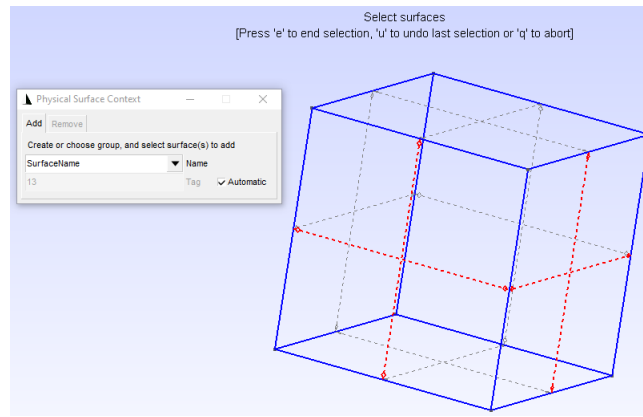 Select surfaces
[Press 'e' to end selection, 'u' to undo last selection or 'q' to abort]
Physical Surface Context
Add Remove
Create or choose group, and select surface(s) to add
SurfaceName Name
13 Tag Automatic